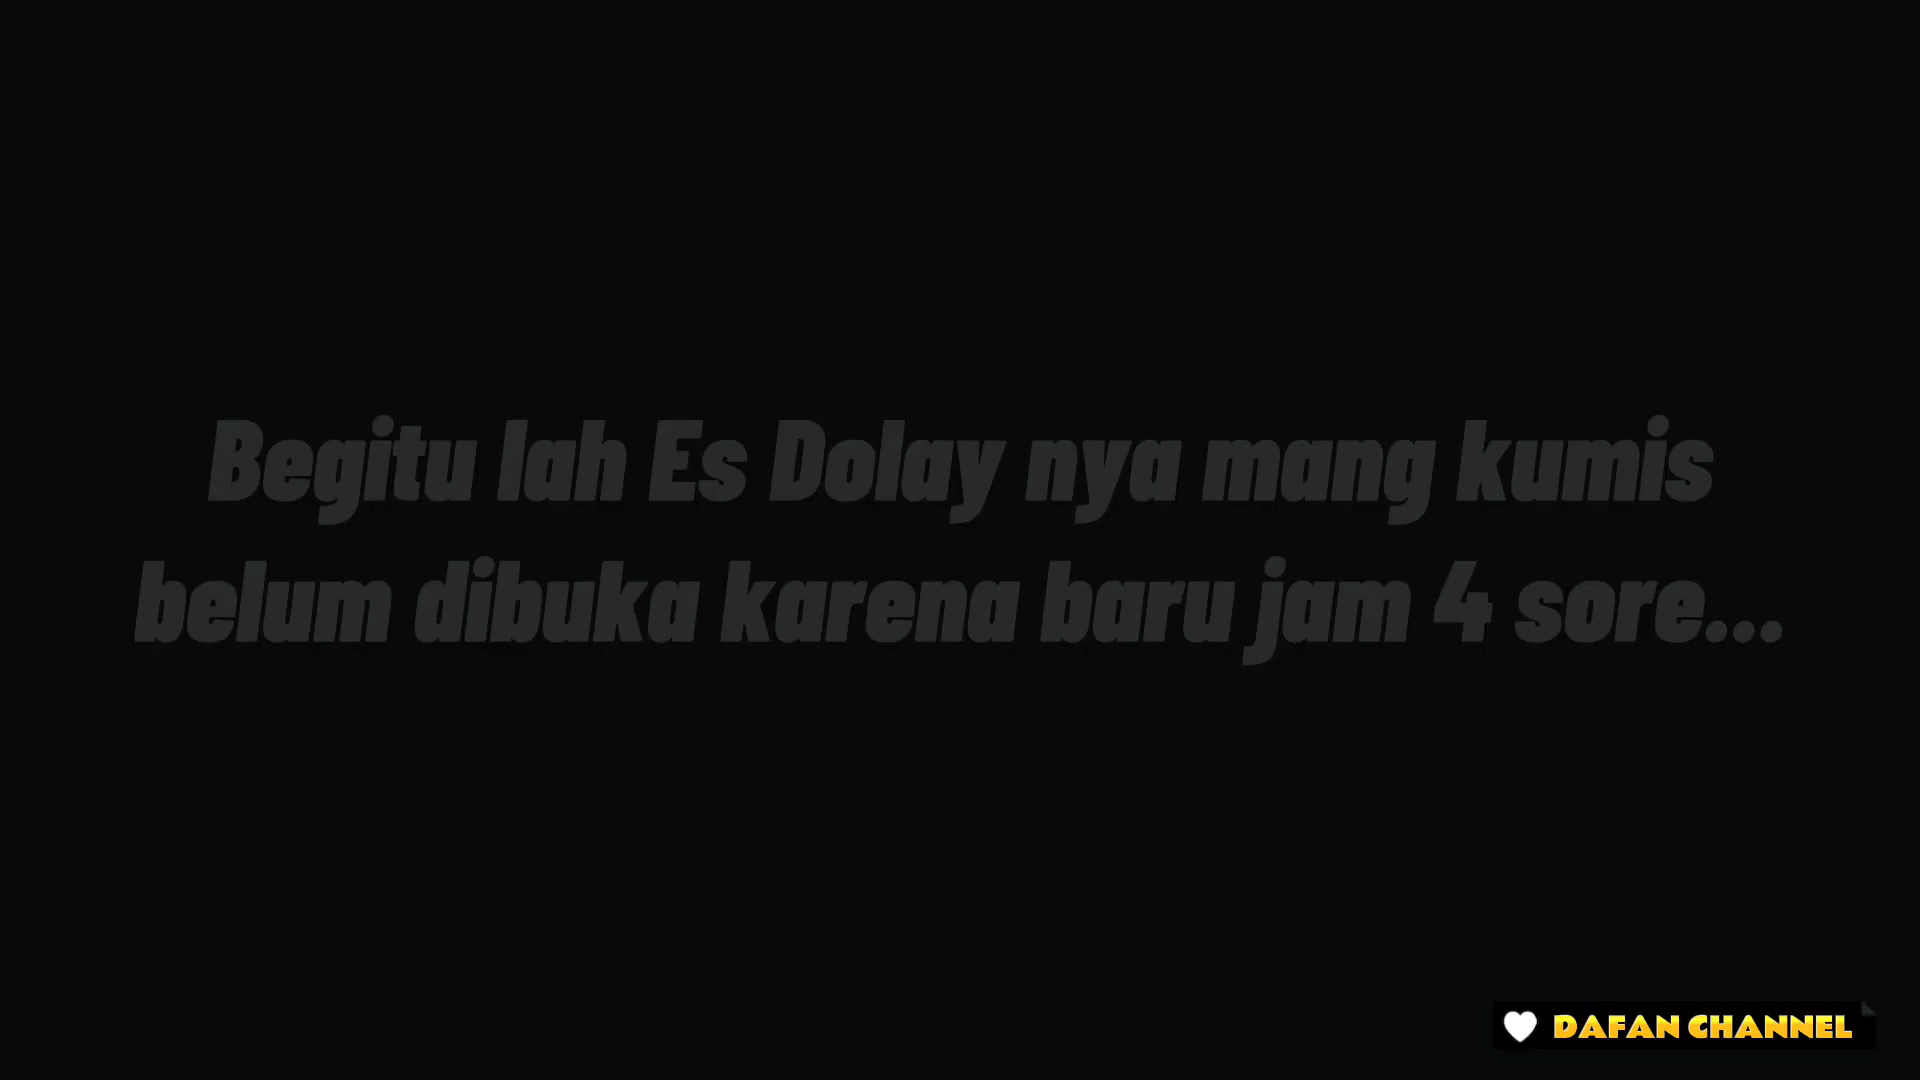 Begitu lah Es Dolay nya mang kumis
belum dibuka karena baru jam 4 sore...
DAFAN CHANNEL